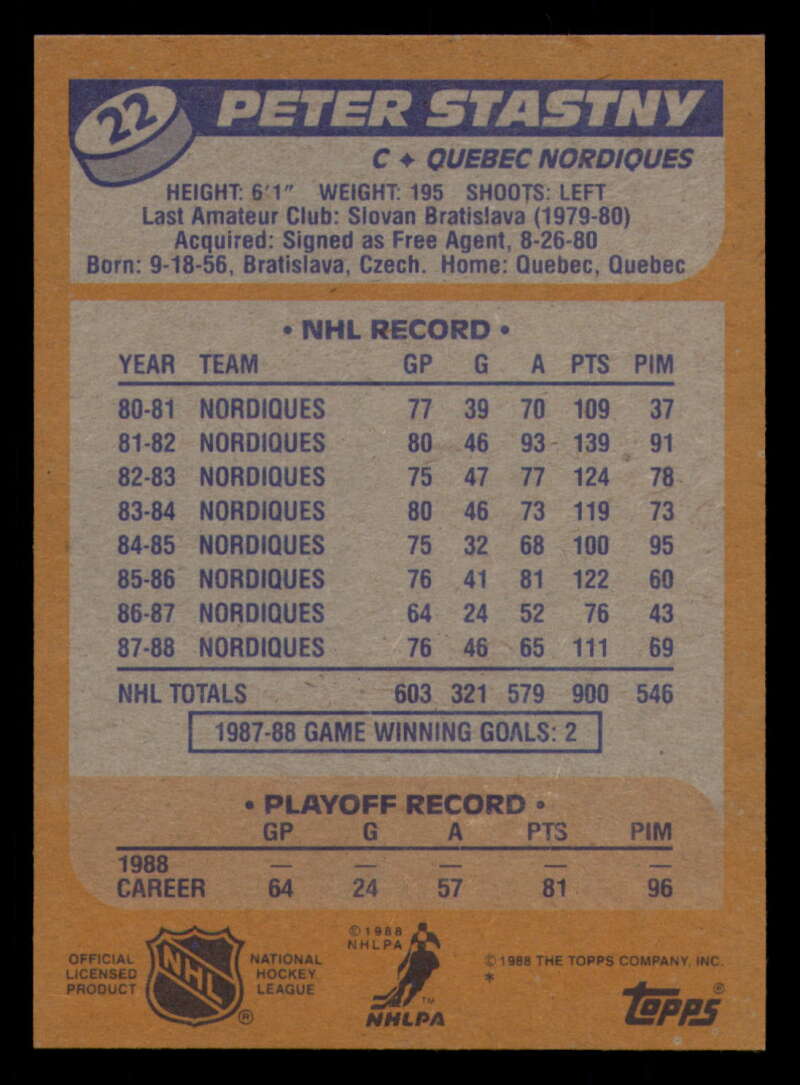 22 PETER STASTNY
C ✦ QUEBEC NORDIQUES
HEIGHT: 6'1" WEIGHT: 195 SHOOTS: LEFT
Last Amateur Club: Slovan Bratislava (1979-80)
Acquired: Signed as Free Agent, 8-26-80
Born: 9-18-56, Bratislava, Czech. Home: Quebec, Quebec
• NHL RECORD •
YEAR TEAM GP G A PTS PIM
80-81 NORDIQUES 77 39 70 109 37
81-82 NORDIQUES 80 46 93 139 91
82-83 NORDIQUES 75 47 77 124 78
83-84 NORDIQUES 80 46 73 119 73
84-85 NORDIQUES 75 32 68 100 95
85-86 NORDIQUES 76 41 81 122 60
86-87 NORDIQUES 64 24 52 76 43
87-88 NORDIQUES 76 46 65 111 69
NHL TOTALS 603 321 579 900 546
1987-88 GAME WINNING GOALS: 2
• PLAYOFF RECORD •
GP G A PTS PIM
1988 — — — — —
CAREER 64 24 57 81 96
OFFICIAL
LICENSED
PRODUCT
NHL ®
NATIONAL
HOCKEY
LEAGUE
© 1988
NHLPA
TM
NHLPA
© 1988 THE TOPPS COMPANY, INC.
*
topps ®